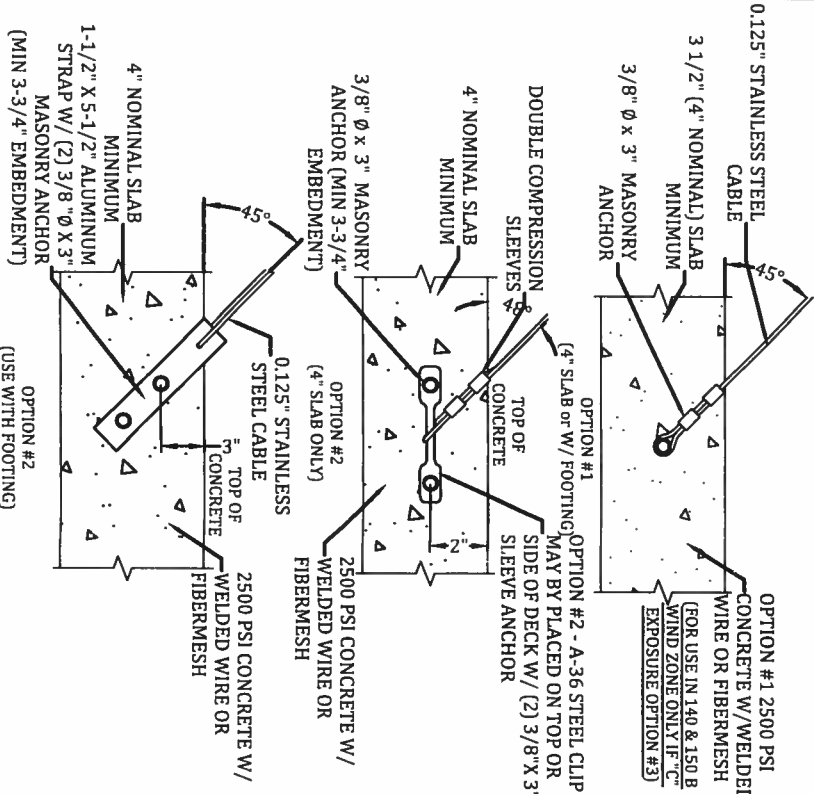 0.125" STAINLESS STEEL
CABLE
3 1/2" (4" NOMINAL) SLAB
MINIMUM
3/8" Ø x 3" MASONRY
ANCHOR
45°
OPTION #1 2500 PSI
CONCRETE W/WELDED
WIRE OR FIBERMESH
(FOR USE IN 140 & 150 B
WIND ZONE ONLY IF "C"
EXPOSURE OPTION #3)
OPTION #1
(4" SLAB or W/ FOOTING)
DOUBLE COMPRESSION
SLEEVES
4" NOMINAL SLAB
MINIMUM
3/8" Ø x 3" MASONRY
ANCHOR (MIN 3-3/4"
EMBEDMENT)
45°
TOP OF
CONCRETE
2"
OPTION #2 - A-36 STEEL CLIP
MAY BY PLACED ON TOP OR
SIDE OF DECK W/ (2) 3/8"X 3"
SLEEVE ANCHOR
2500 PSI CONCRETE W/
WELDED WIRE OR
FIBERMESH
OPTION #2
(4" SLAB ONLY)
4" NOMINAL SLAB
MINIMUM
1-1/2" X 5-1/2" ALUMINUM
STRAP W/ (2) 3/8 "Ø X 3"
MASONRY ANCHOR
(MIN 3-3/4" EMBEDMENT)
45°
0.125" STAINLESS
STEEL CABLE
3"
TOP OF
CONCRETE
2500 PSI CONCRETE W/
WELDED WIRE OR
FIBERMESH
OPTION #2
(USE WITH FOOTING)